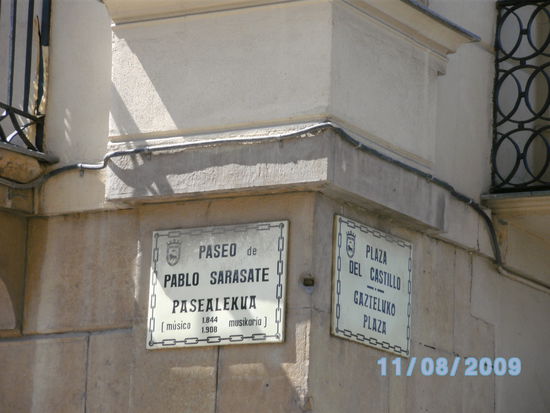 PASEO de
PABLO SARASATE
PASEALEKUA
[músico 1.844 musikaria]
1.908
PLAZA
DEL CASTILLO
GAZTELUKO
PLAZA
11/08/2009